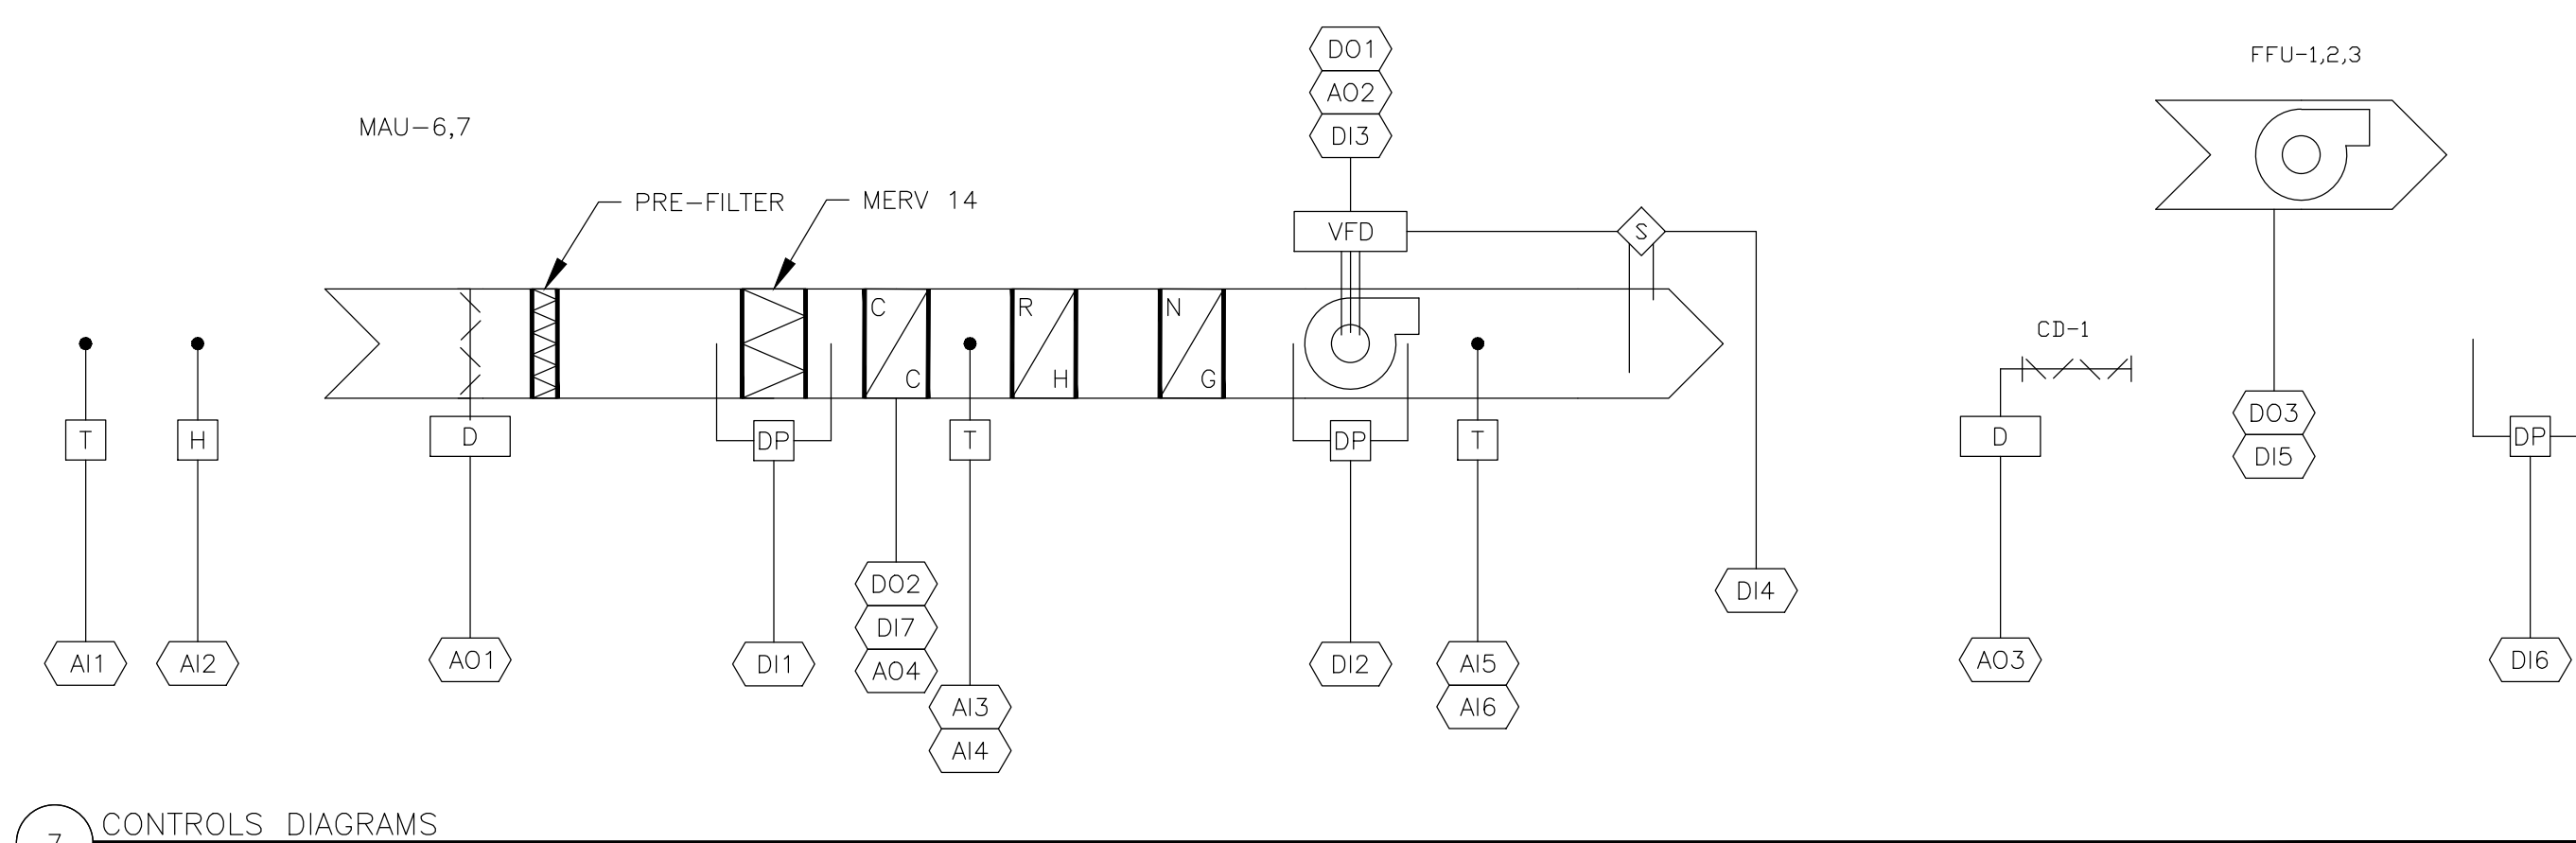 DO1
AO2
DI3
FFU-1,2,3
MAU-6,7
PRE-FILTER
MERV 14
VFD
S
C
C
R
H
N
G
CD-1
T
H
D
DP
T
DP
T
D
DO3
DI5
DP
DO2
DI7
AO4
DI4
AI1
AI2
AO1
DI1
AI3
AI4
DI2
AI5
AI6
AO3
DI6
CONTROLS DIAGRAMS